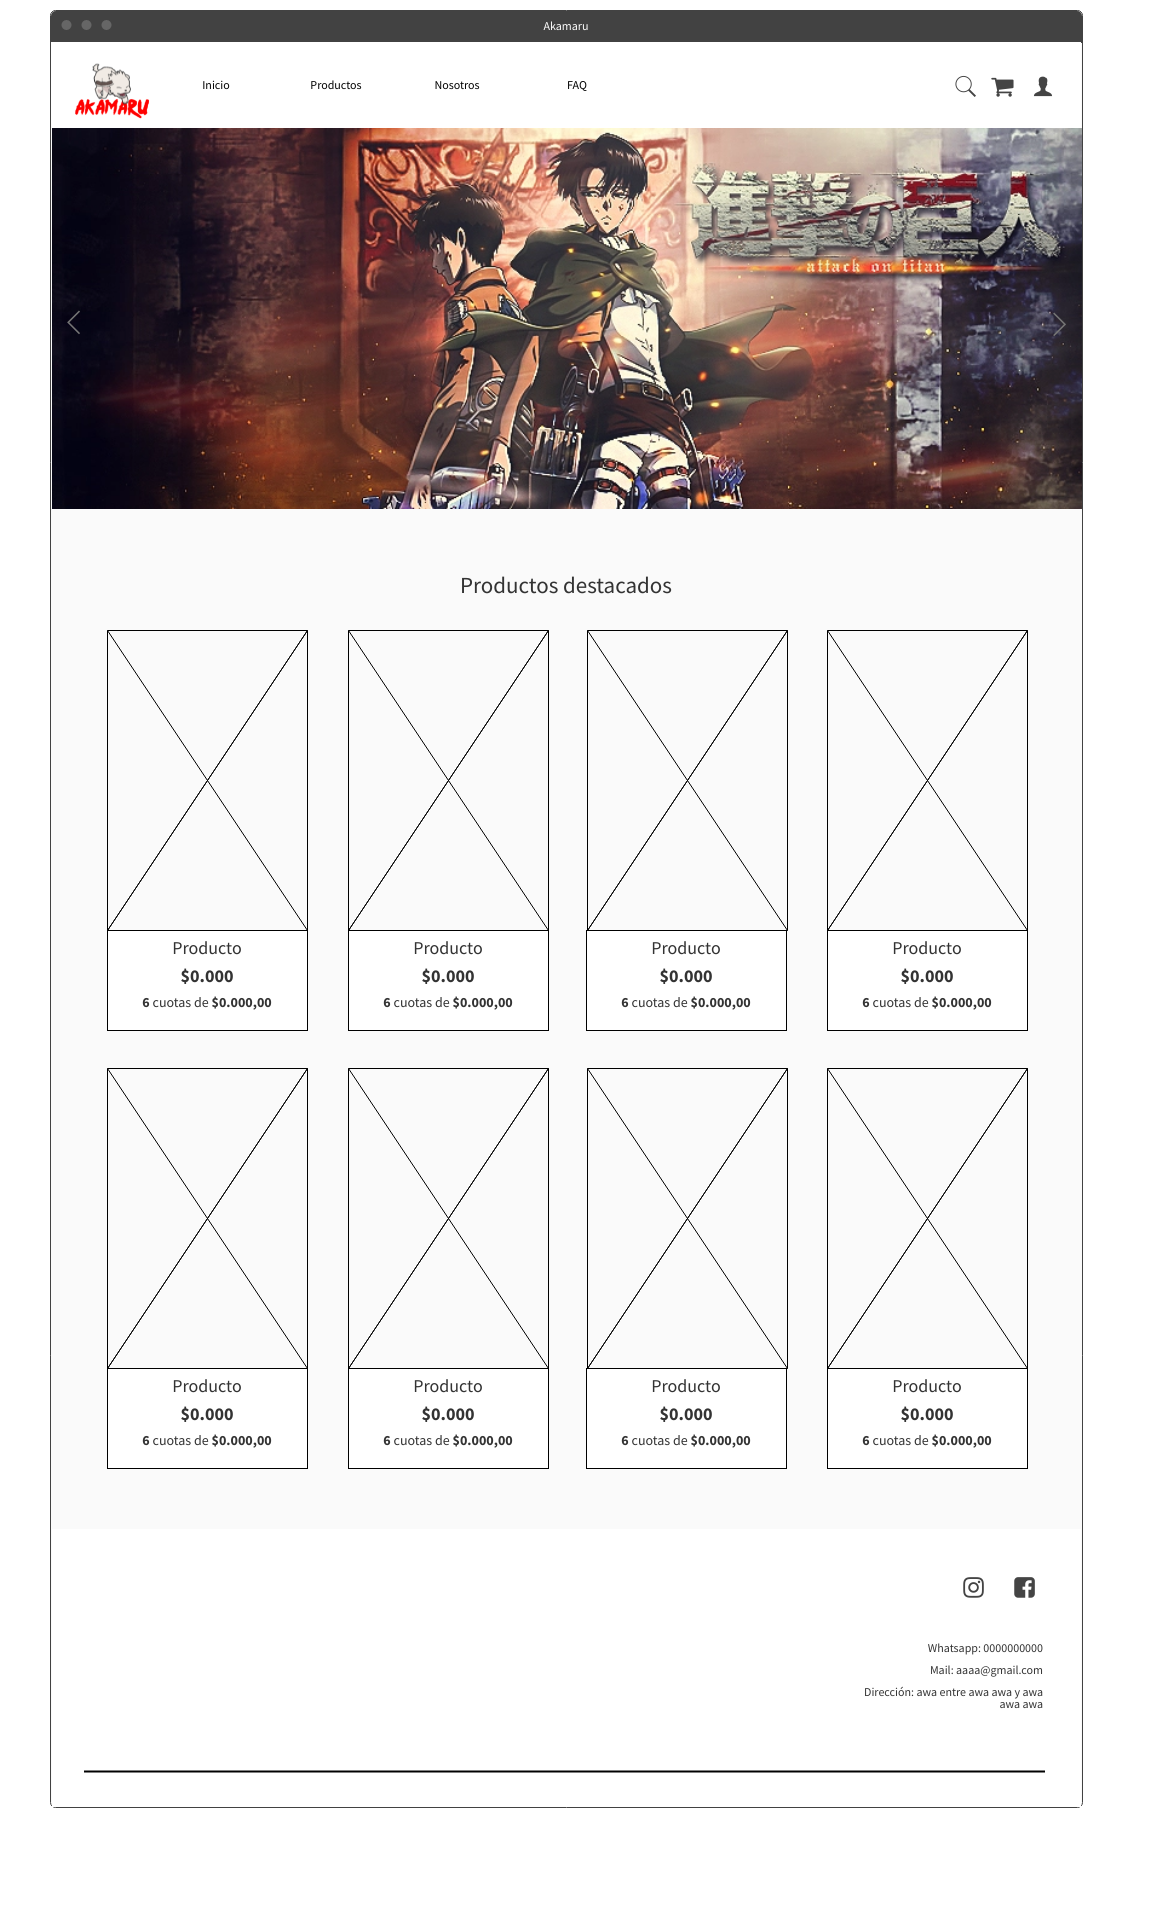 Akamaru
AKAMARU
Inicio
Productos
Nosotros
FAQ
進撃の巨人
attack on titan
Productos destacados
Producto
$0.000
6 cuotas de $0.000,00
Producto
$0.000
6 cuotas de $0.000,00
Producto
$0.000
6 cuotas de $0.000,00
Producto
$0.000
6 cuotas de $0.000,00
Producto
$0.000
6 cuotas de $0.000,00
Producto
$0.000
6 cuotas de $0.000,00
Producto
$0.000
6 cuotas de $0.000,00
Producto
$0.000
6 cuotas de $0.000,00
Whatsapp: 0000000000
Mail: aaaa@gmail.com
Dirección: awa entre awa awa y awa
awa awa